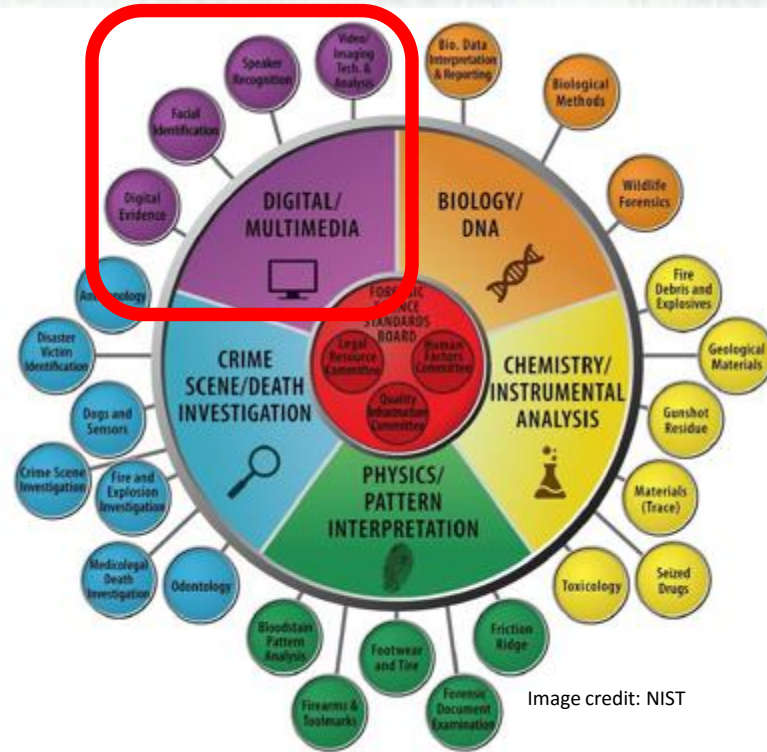 Video/
Imaging
Tech. &
Analysis
Speaker
Recognition
Facial
Identification
Digital
Evidence
Bio. Data
Interpretation
& Reporting
Biological
Methods
Wildlife
Forensics
DIGITAL/
MULTIMEDIA
BIOLOGY/
DNA
Fire
Debris and
Explosives
Geological
Materials
Gunshot
Residue
Materials
(Trace)
Seized
Drugs
Toxicology
CHEMISTRY/
INSTRUMENTAL
ANALYSIS
FORENSIC
SCIENCE
STANDARDS
BOARD
Legal
Resource
Committee
Human
Factors
Committee
Quality
Infrastructure
Committee
CRIME
SCENE/DEATH
INVESTIGATION
Anthropology
Disaster
Victim
Identification
Dogs and
Sensors
Crime Scene
Investigation
Fire and
Explosion
Investigation
Medicolegal
Death
Investigation
Odontology
PHYSICS/
PATTERN
INTERPRETATION
Bloodstain
Pattern
Analysis
Firearms &
Toolmarks
Footwear
and Tire
Forensic
Document
Examination
Friction
Ridge
Image credit: NIST